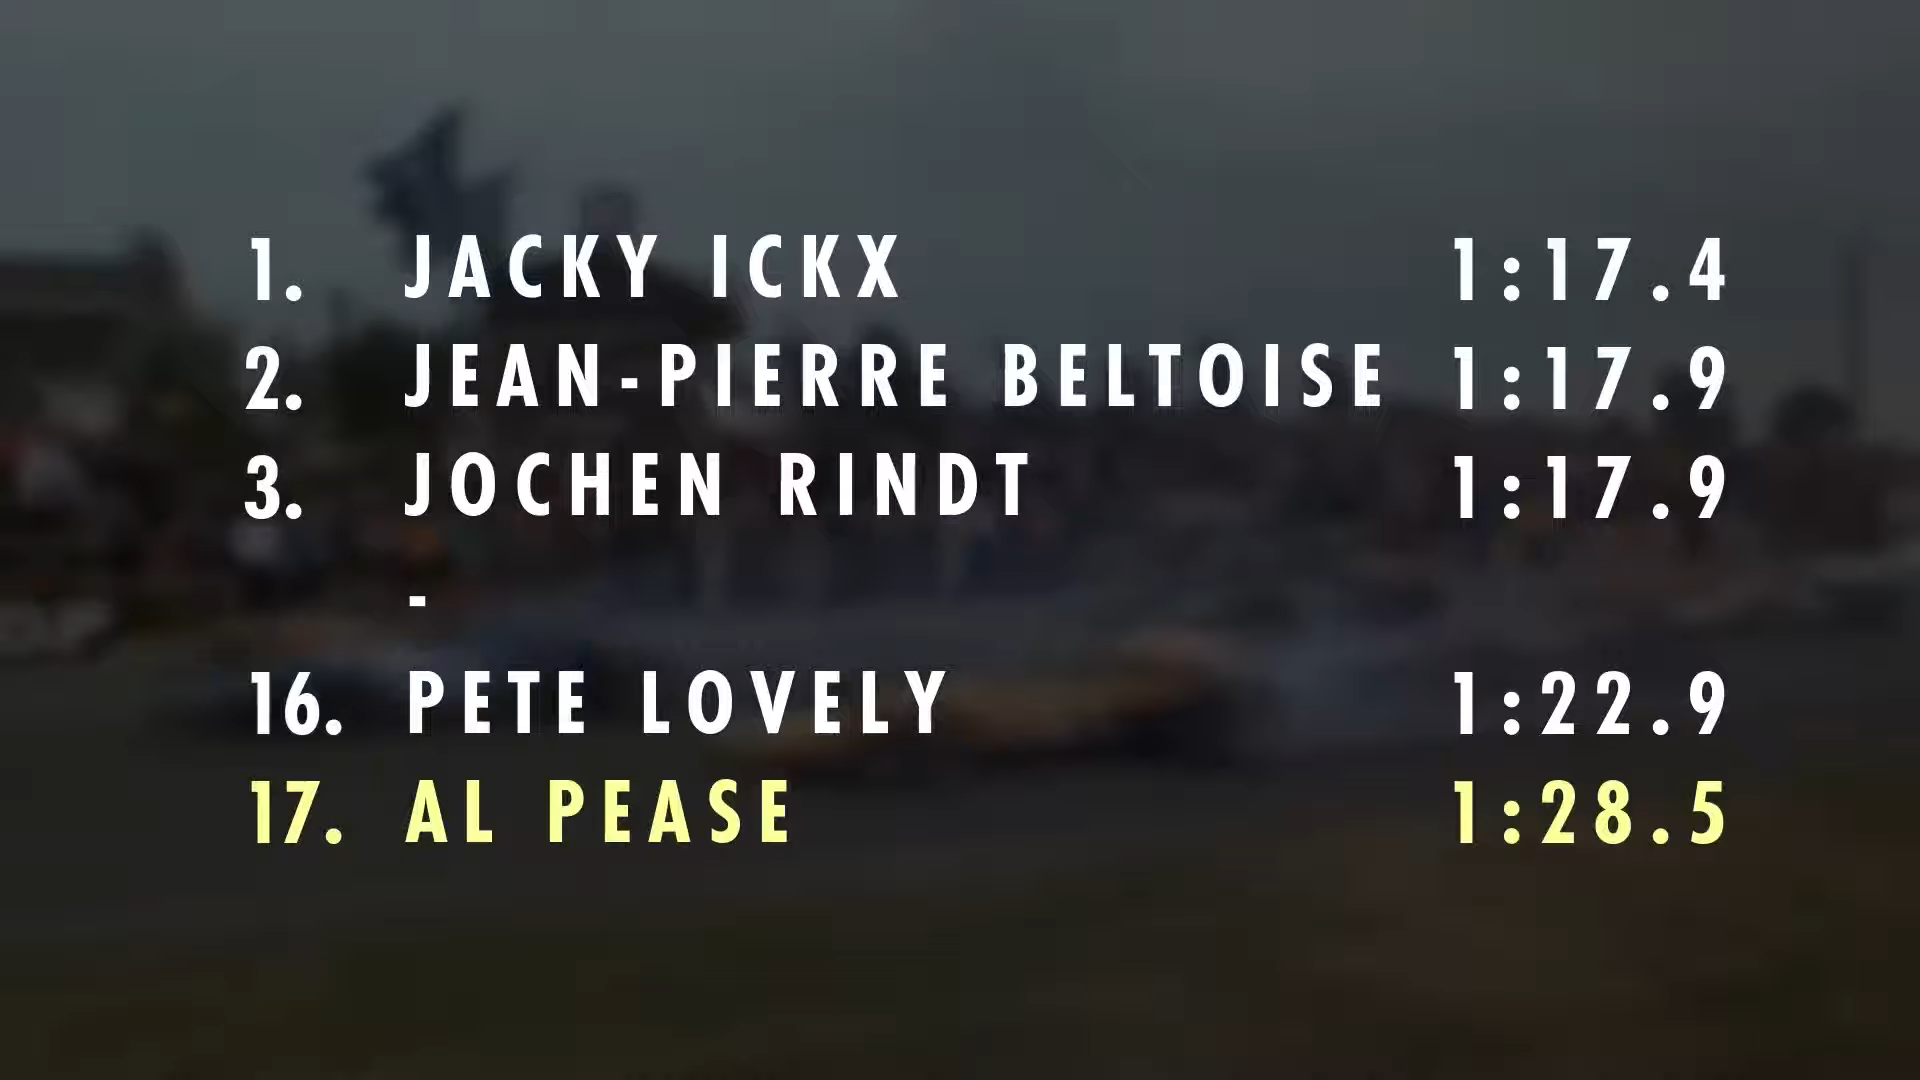 1. JACKY ICKX 1:17.4
2. JEAN-PIERRE BELTOISE 1:17.9
3. JOCHEN RINDT 1:17.9
-
16. PETE LOVELY 1:22.9
17. AL PEASE 1:28.5